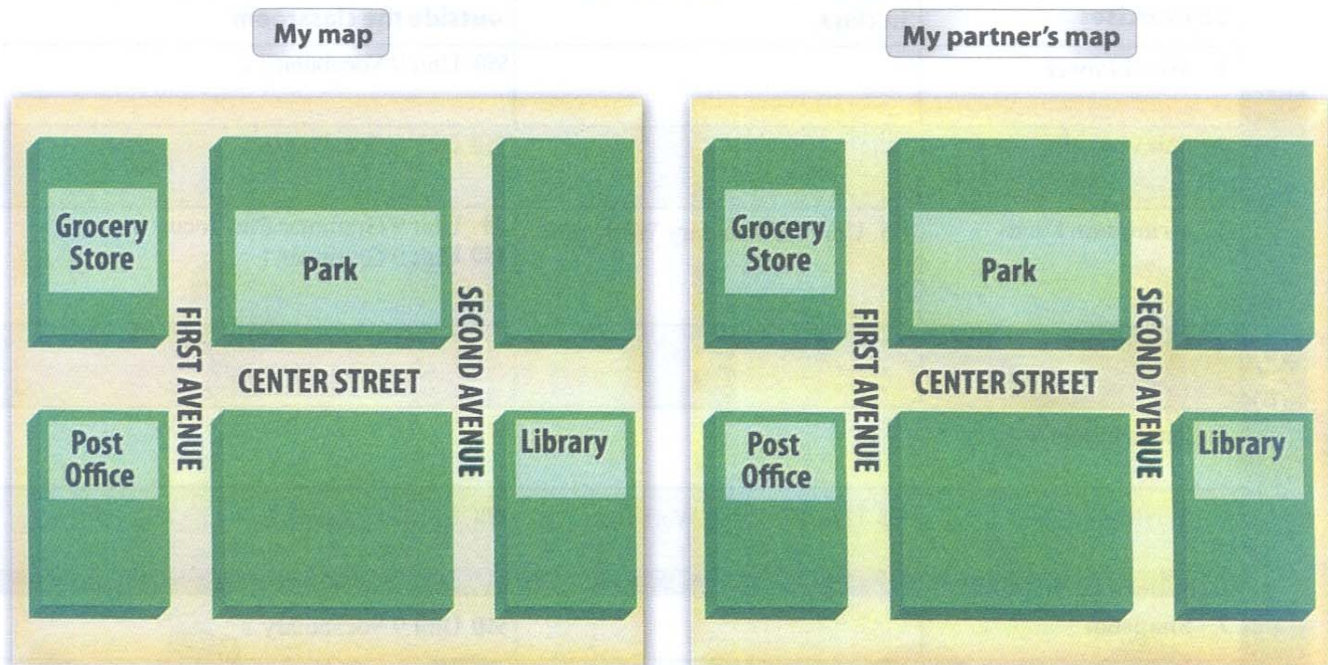 My map
Grocery
Store
Park
FIRST AVENUE
SECOND AVENUE
CENTER STREET
Post
Office
Library
My partner's map
Grocery
Store
Park
FIRST AVENUE
SECOND AVENUE
CENTER STREET
Post
Office
Library